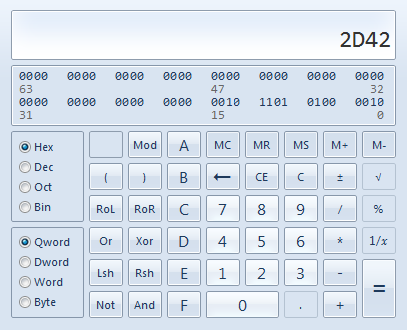 2D42
0000 0000 0000 0000 0000 0000 0000 0000
63 47 32
0000 0000 0000 0000 0010 1101 0100 0010
31 15 0
Hex Mod A MC MR MS M+ M-
Dec ( ) B ← CE C ± √
Oct
Bin RoL RoR C 7 8 9 / %
Qword Or Xor D 4 5 6 * 1/x
Dword
Word Lsh Rsh E 1 2 3 - =
Byte Not And F 0 . +